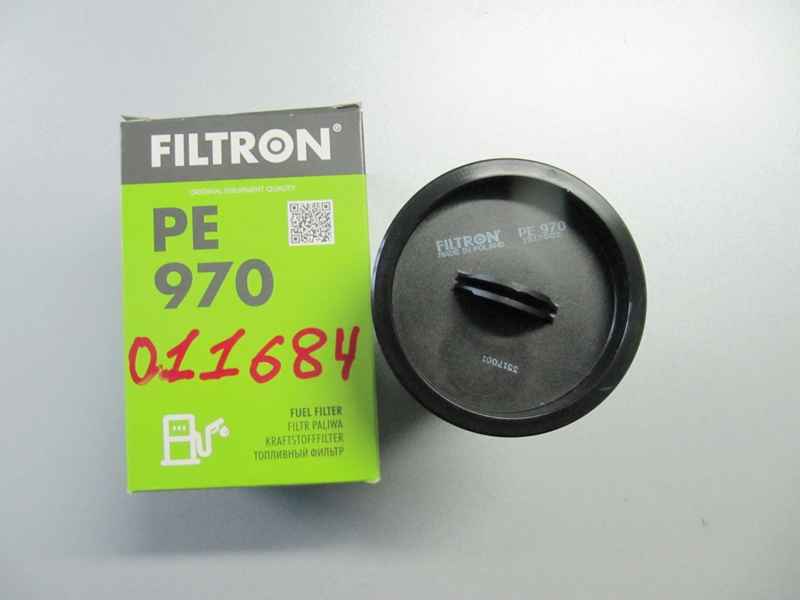 FILTRON®
ORIGINAL EQUIPMENT QUALITY
PE
970
011684
FUEL FILTER
FILTR PALIWA
KRAFTSTOFFFILTER
ТОПЛИВНЫЙ ФИЛЬТР
FILTRON PE 970
MADE IN POLAND